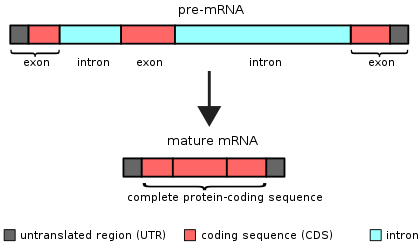 pre-mRNA
exon intron exon intron exon
mature mRNA
complete protein-coding sequence
untranslated region (UTR) coding sequence (CDS) intron